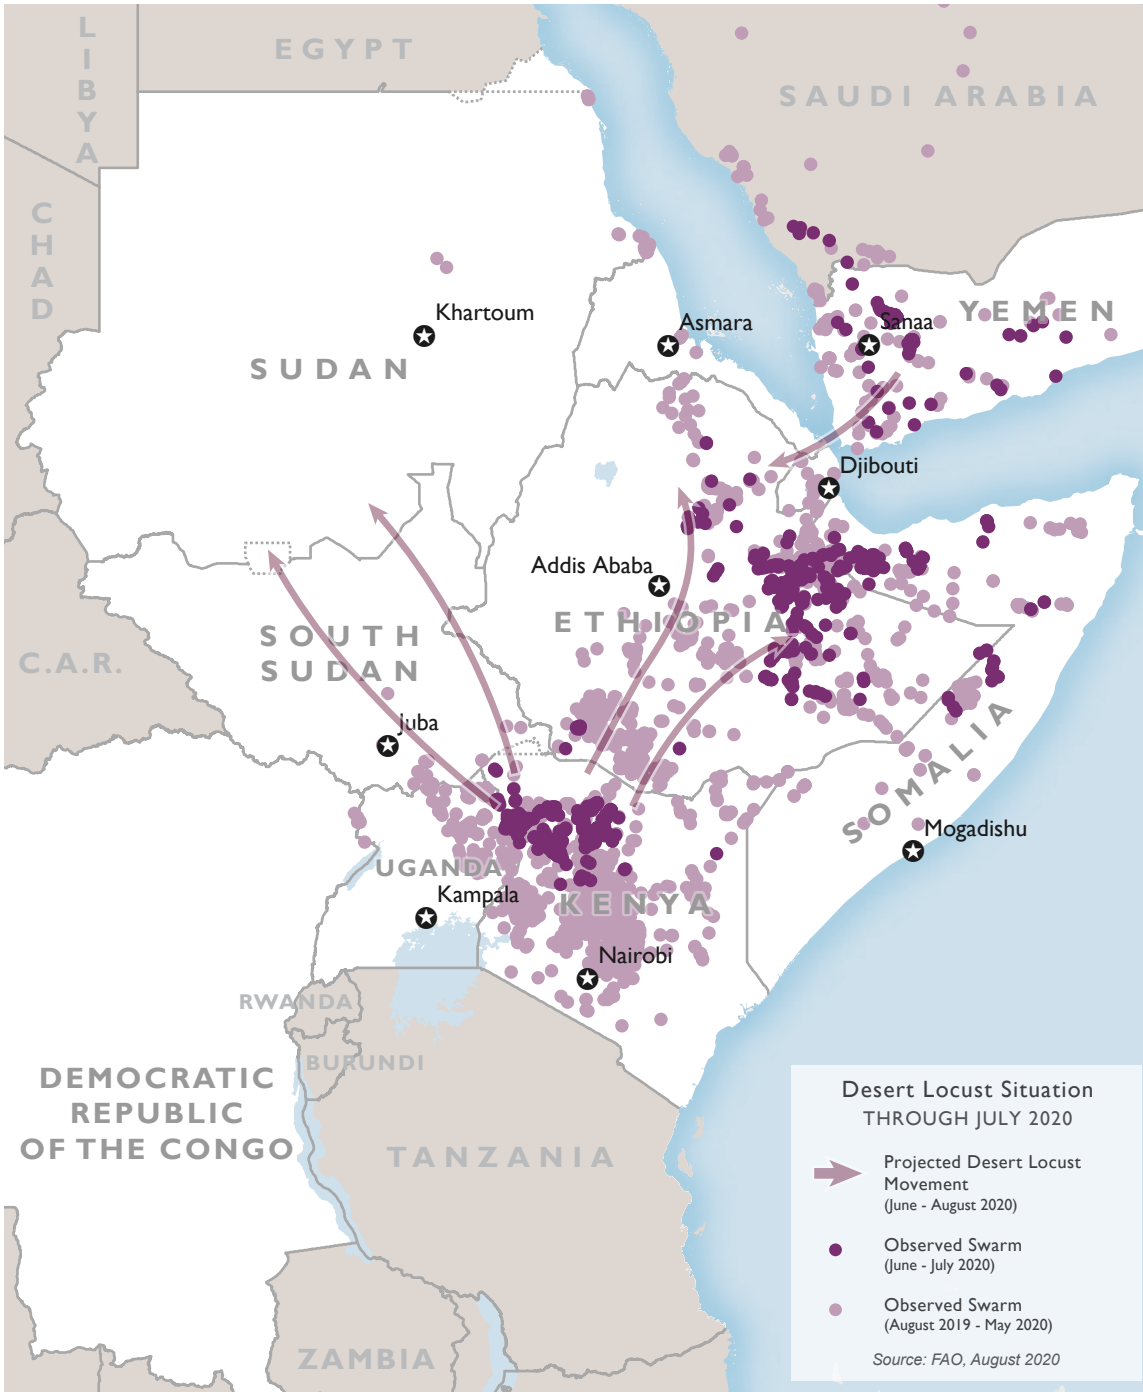 LIBYA
EGYPT
SAUDI ARABIA
CHAD
Khartoum
Asmara
Sanaa
YEMEN
SUDAN
Djibouti
Addis Ababa
ETHIOPIA
SOUTH
SUDAN
C.A.R.
Juba
SOMALIA
Mogadishu
UGANDA
Kampala
KENYA
Nairobi
RWANDA
BURUNDI
DEMOCRATIC
REPUBLIC
OF THE CONGO
TANZANIA
ZAMBIA
Desert Locust Situation
THROUGH JULY 2020
Projected Desert Locust
Movement
(June - August 2020)
Observed Swarm
(June - July 2020)
Observed Swarm
(August 2019 - May 2020)
Source: FAO, August 2020